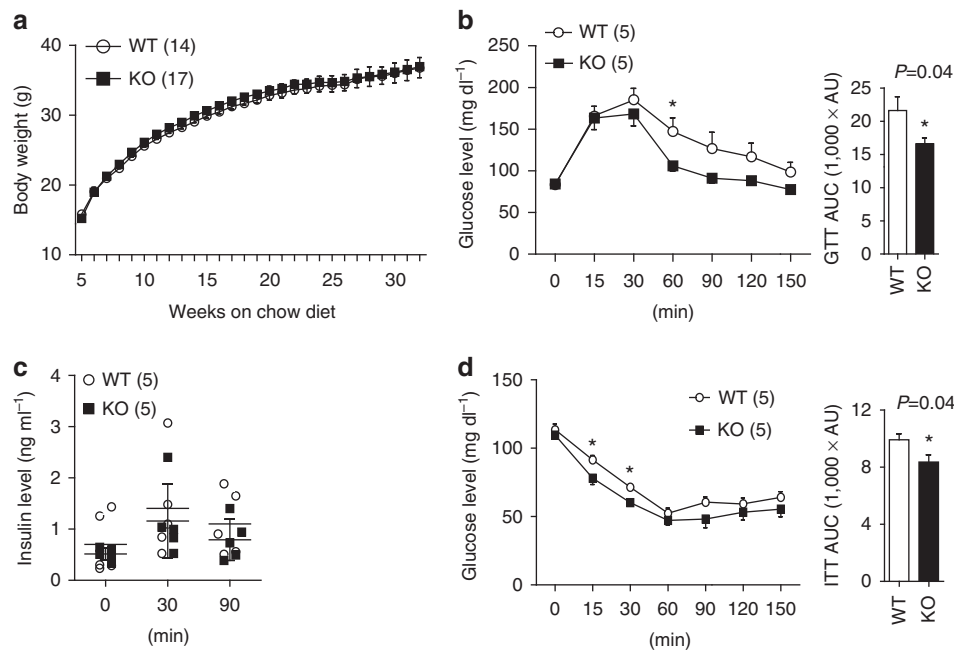 a
WT (14)
KO (17)
Body weight (g)
40
30
20
10
5 10 15 20 25 30
Weeks on chow diet
b
WT (5)
KO (5)
Glucose level (mg dl⁻¹)
250
200
150
100
50
0
0 15 30 60 90 120 150
(min)
*
P=0.04
*
GTT AUC (1,000 × AU)
25
20
15
10
5
0
WT
KO
c
WT (5)
KO (5)
Insulin level (ng ml⁻¹)
4
3
2
1
0
0 30 90
(min)
d
WT (5)
KO (5)
Glucose level (mg dl⁻¹)
150
100
50
0
* *
0 15 30 60 90 120 150
(min)
P=0.04
*
ITT AUC (1,000 × AU)
12
8
4
0
WT
KO